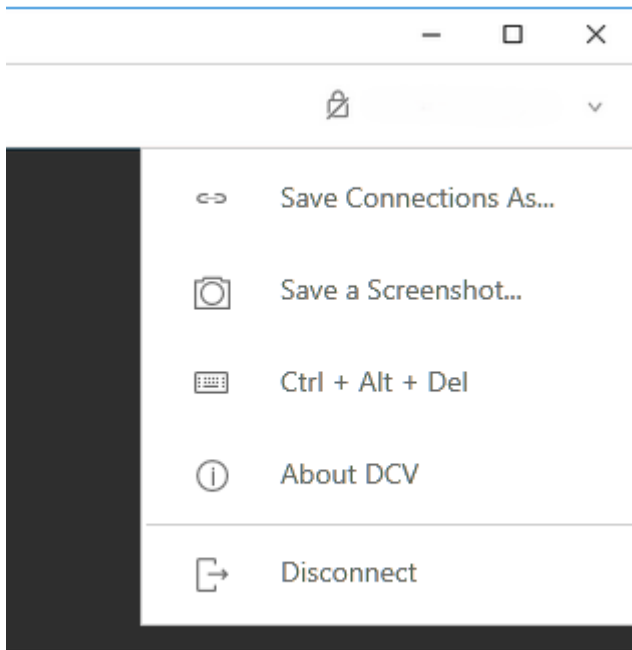 Save Connections As...
Save a Screenshot...
Ctrl + Alt + Del
About DCV
Disconnect